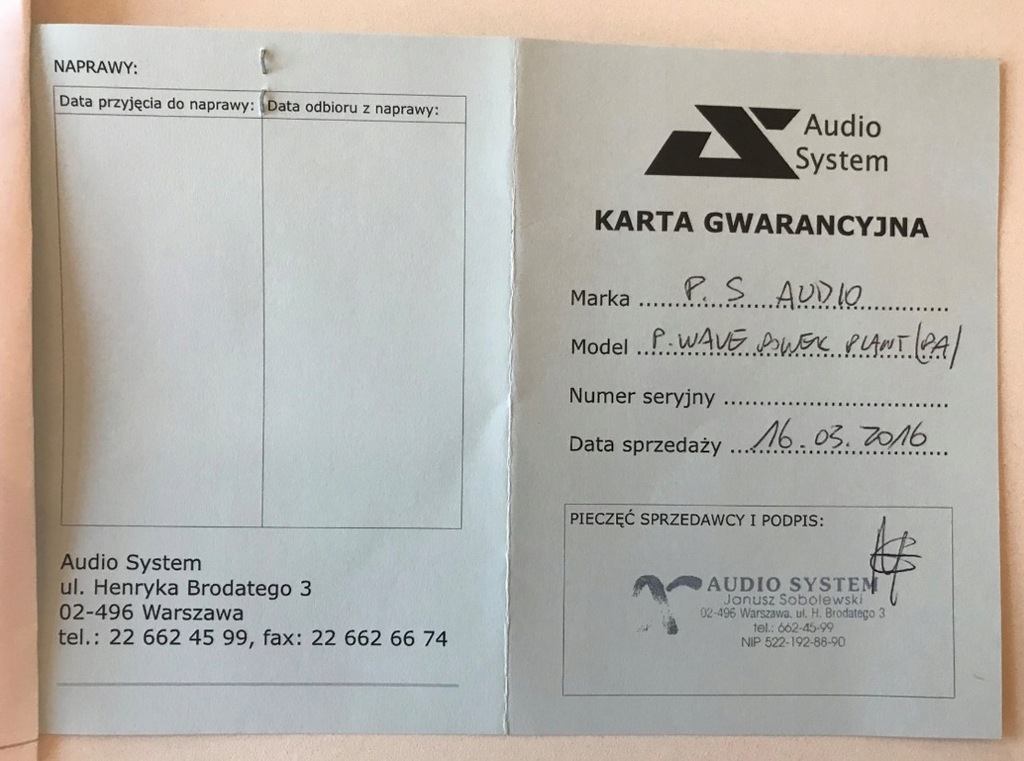 NAPRAWY:
Data przyjęcia do naprawy: Data odbioru z naprawy:
Audio System
ul. Henryka Brodatego 3
02-496 Warszawa
tel.: 22 662 45 99, fax: 22 662 66 74
Audio
System
KARTA GWARANCYJNA
Marka P. S AUDIO
Model P. WAVE POWER PLANT (PA)
Numer seryjny
Data sprzedaży 16.03.2016
PIECZĘĆ SPRZEDAWCY I PODPIS:
AUDIO SYSTEM
Janusz Sobolewski
02-496 Warszawa, ul. H. Brodatego 3
tel.: 662-45-99
NIP 522-192-88-90